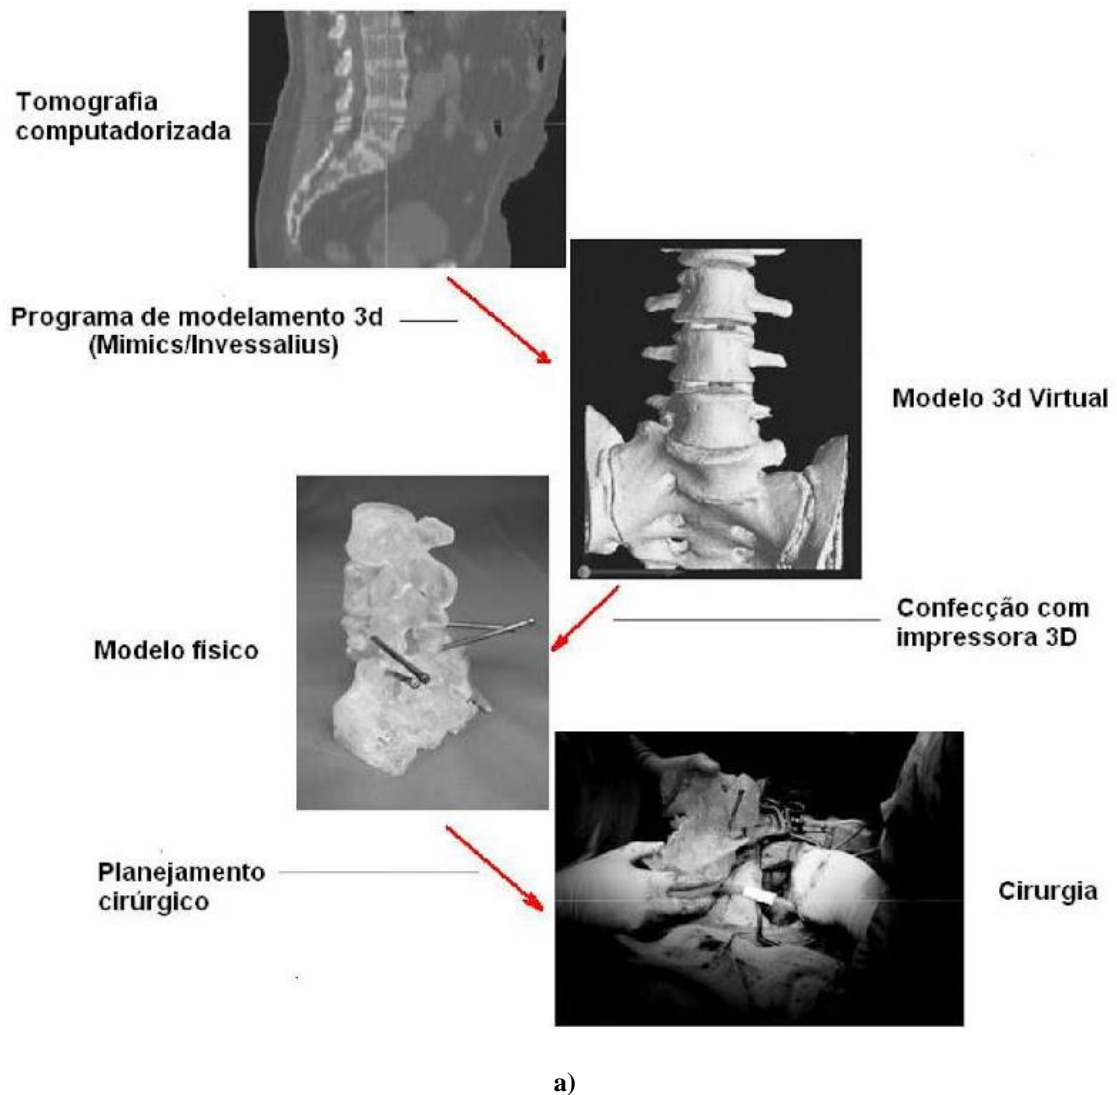 Tomografia
computadorizada
Programa de modelamento 3d
(Mimics/Invessalius)
Modelo 3d Virtual
Confecção com
impressora 3D
Modelo físico
Planejamento
cirúrgico
Cirurgia
a)